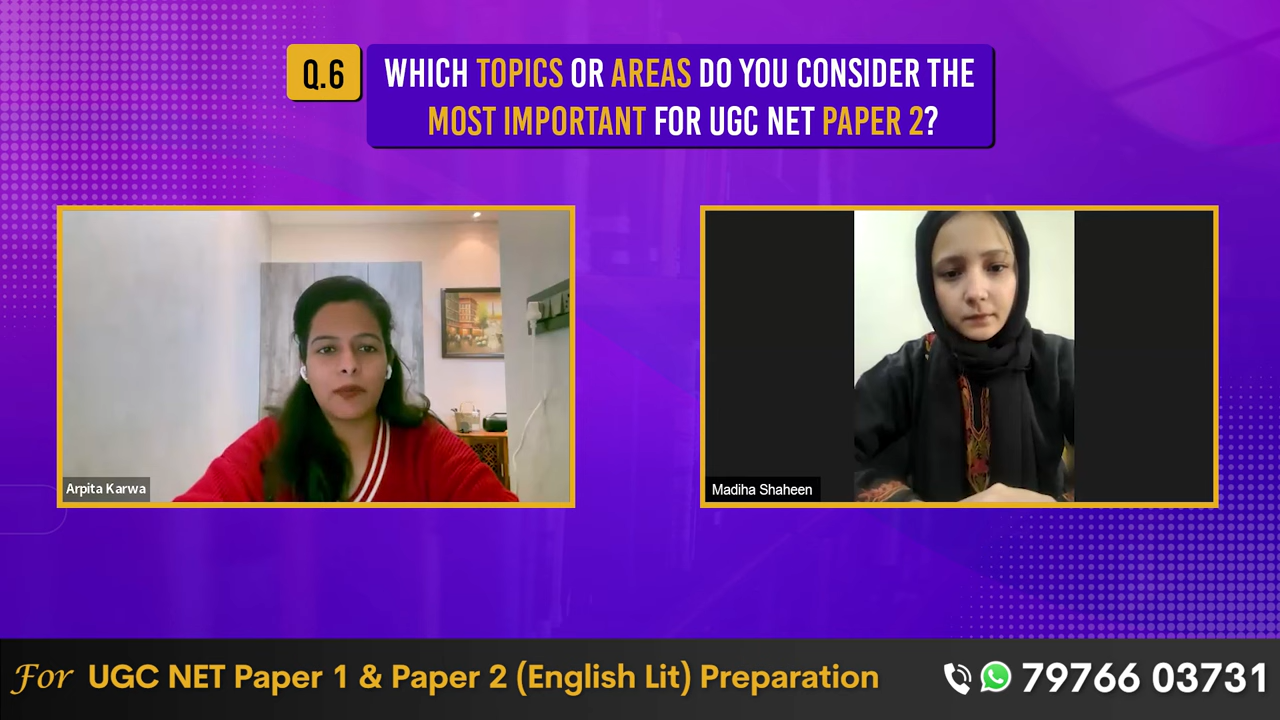 Q.6
WHICH TOPICS OR AREAS DO YOU CONSIDER THE
MOST IMPORTANT FOR UGC NET PAPER 2?
Arpita Karwa
Madiha Shaheen
For UGC NET Paper 1 & Paper 2 (English Lit) Preparation
79766 03731